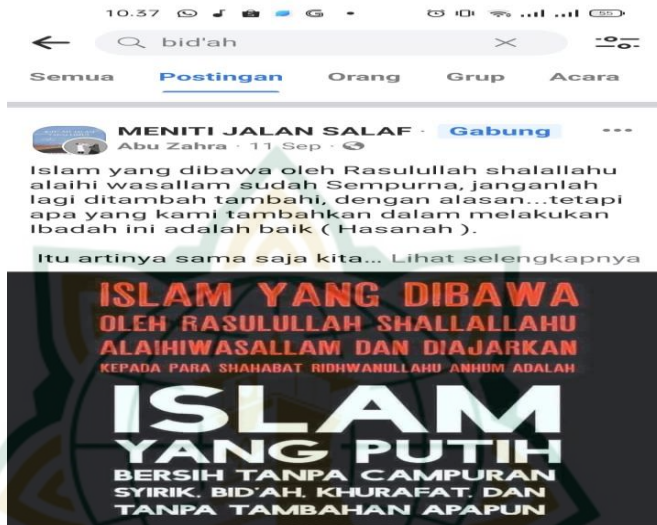 10.37
55
bid'ah
Semua Postingan Orang Grup Acara
MENITI JALAN SALAF · Gabung
Abu Zahra · 11 Sep ·
Islam yang dibawa oleh Rasulullah shalallahu
alaihi wasallam sudah Sempurna, janganlah
lagi ditambah tambahi, dengan alasan...tetapi
apa yang kami tambahkan dalam melakukan
Ibadah ini adalah baik ( Hasanah ).
Itu artinya sama saja kita... Lihat selengkapnya
ISLAM YANG DIBAWA
OLEH RASULULLAH SHALLALLAHU
ALAIHIWASALLAM DAN DIAJARKAN
KEPADA PARA SHAHABAT RIDHWANULLAHU ANHUM ADALAH
ISLAM
YANG PUTIH
BERSIH TANPA CAMPURAN
SYIRIK, BID'AH, KHURAFAT, DAN
TANPA TAMBAHAN APAPUN